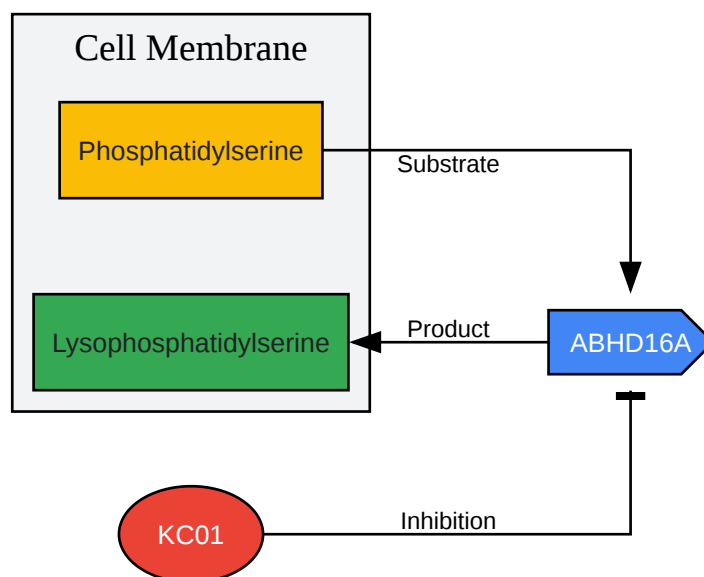 Cell Membrane
Phosphatidylserine
Substrate
Lysophosphatidylserine
Product
ABHD16A
KC01
Inhibition